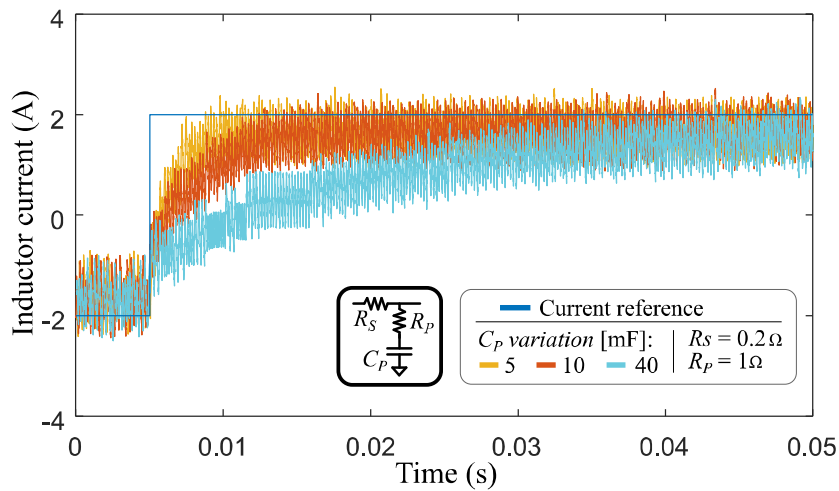 Inductor current (A)
4
2
0
-2
-4
0
0.01
0.02
0.03
0.04
0.05
Time (s)
R_S
R_P
C_P
Current reference
C_P variation [mF]:
5
10
40
Rs = 0.2 Ω
R_P = 1Ω